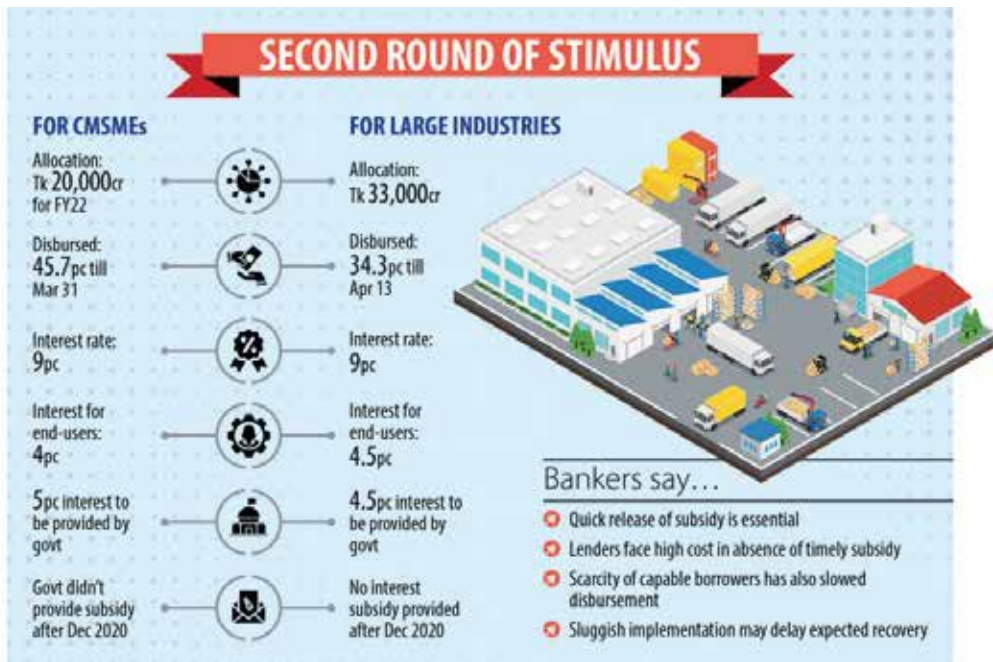 SECOND ROUND OF STIMULUS
FOR CMSMEs
Allocation:
Tk 20,000cr
for FY22
Disbursed:
45.7pc till
Mar 31
Interest rate:
9pc
Interest for
end-users:
4pc
5pc interest to
be provided by
govt
Govt didn't
provide subsidy
after Dec 2020
FOR LARGE INDUSTRIES
Allocation:
Tk 33,000cr
Disbursed:
34.3pc till
Apr 13
Interest rate:
9pc
Interest for
end-users:
4.5pc
4.5pc interest to
be provided by
govt
No interest
subsidy provided
after Dec 2020
Bankers say...
Quick release of subsidy is essential
Lenders face high cost in absence of timely subsidy
Scarcity of capable borrowers has also slowed
disbursement
Sluggish implementation may delay expected recovery